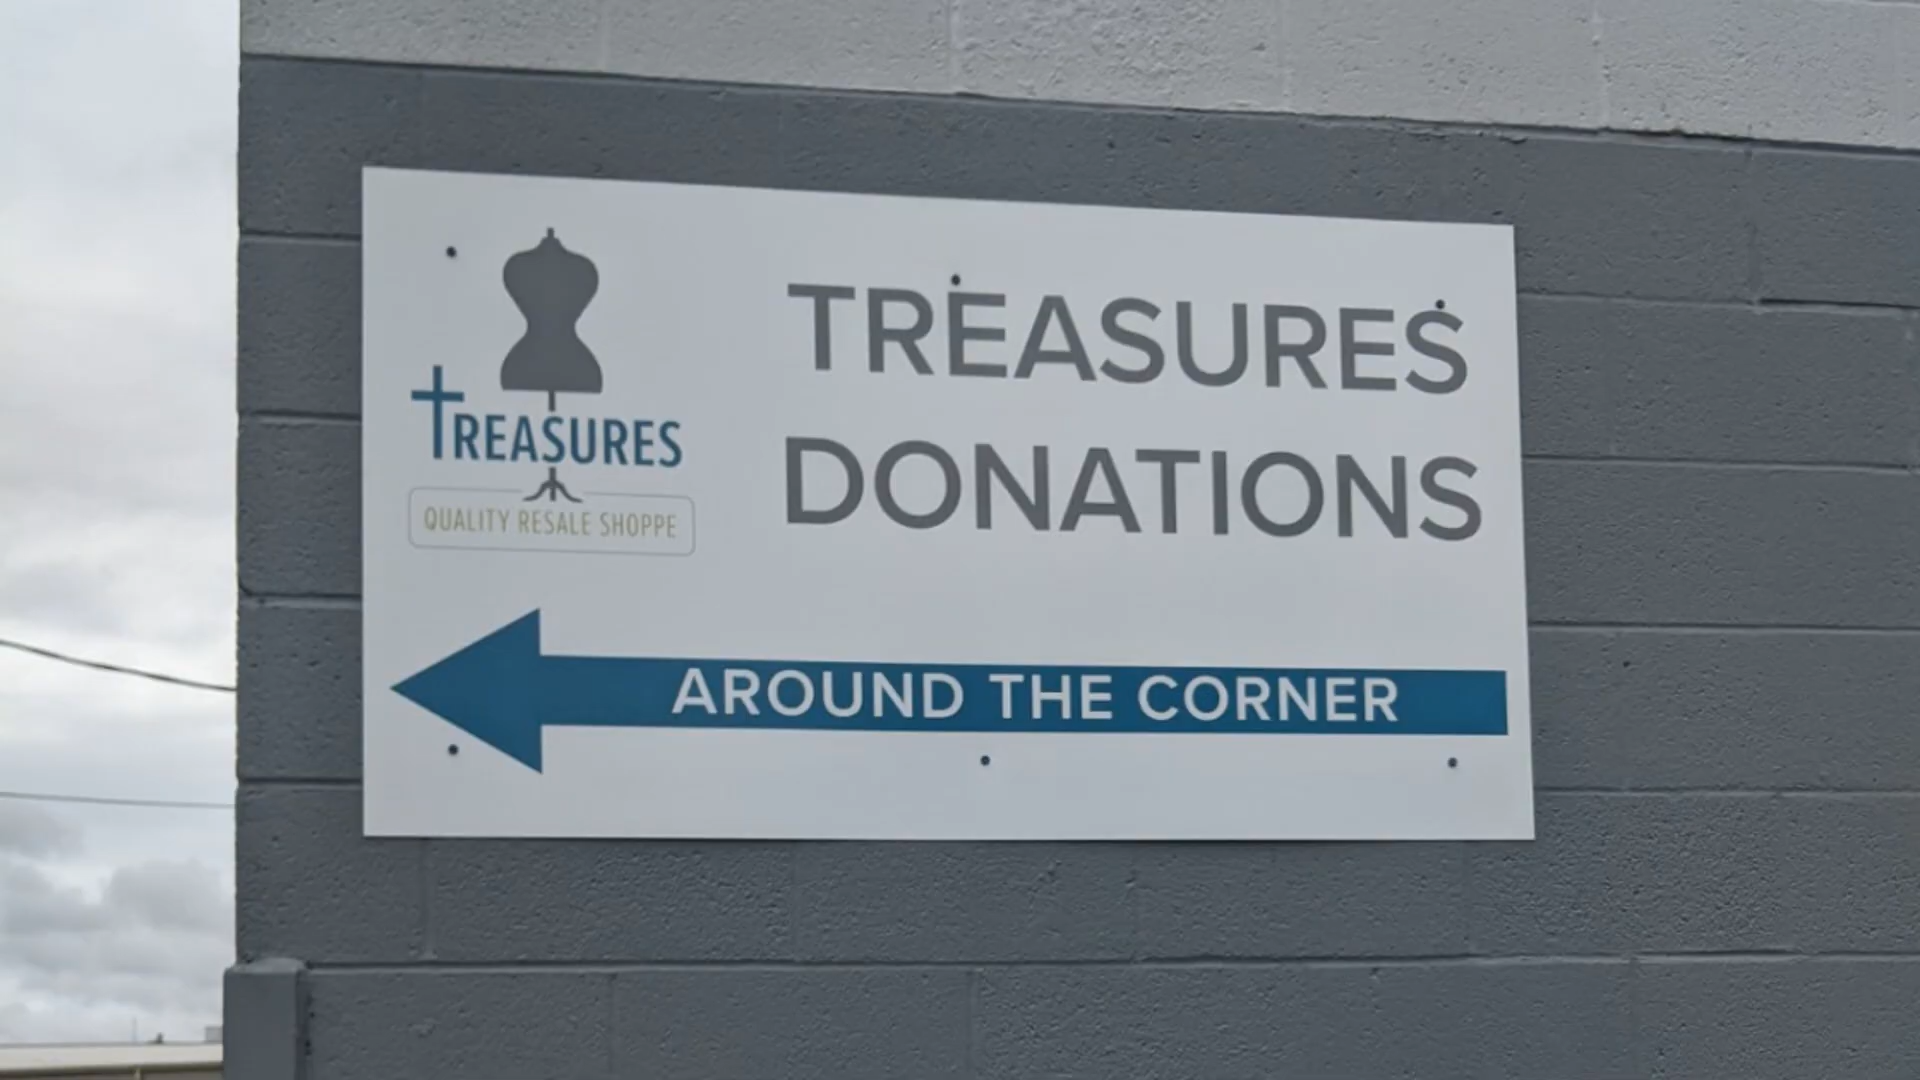 TREASURES
QUALITY RESALE SHOPPE
TREASURES
DONATIONS
AROUND THE CORNER